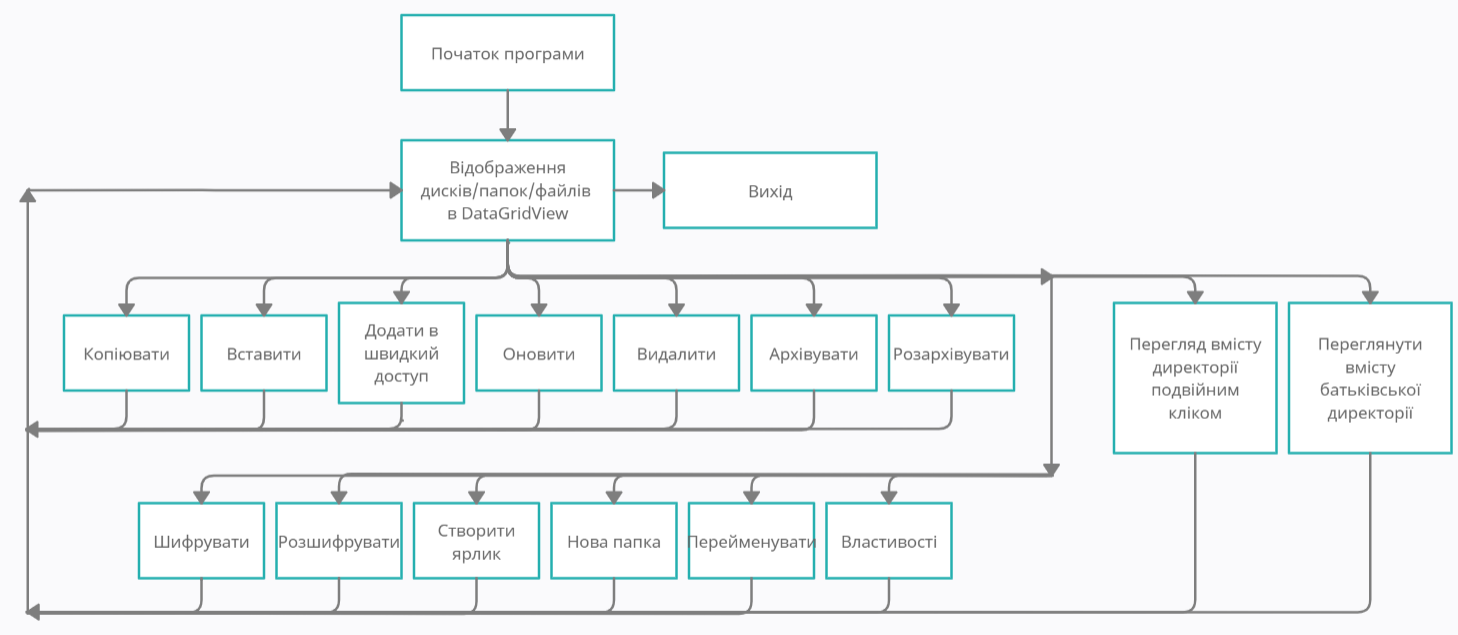 Початок програми
Відображення
дисків/папок/файлів
в DataGridView
Вихід
Копіювати
Вставити
Додати в
швидкий
доступ
Оновити
Видалити
Архівувати
Розархівувати
Перегляд вмісту
директорії
подвійним
кліком
Переглянути
вмісту
батьківської
директорії
Шифрувати
Розшифрувати
Створити
ярлик
Нова папка
Перейменувати
Властивості